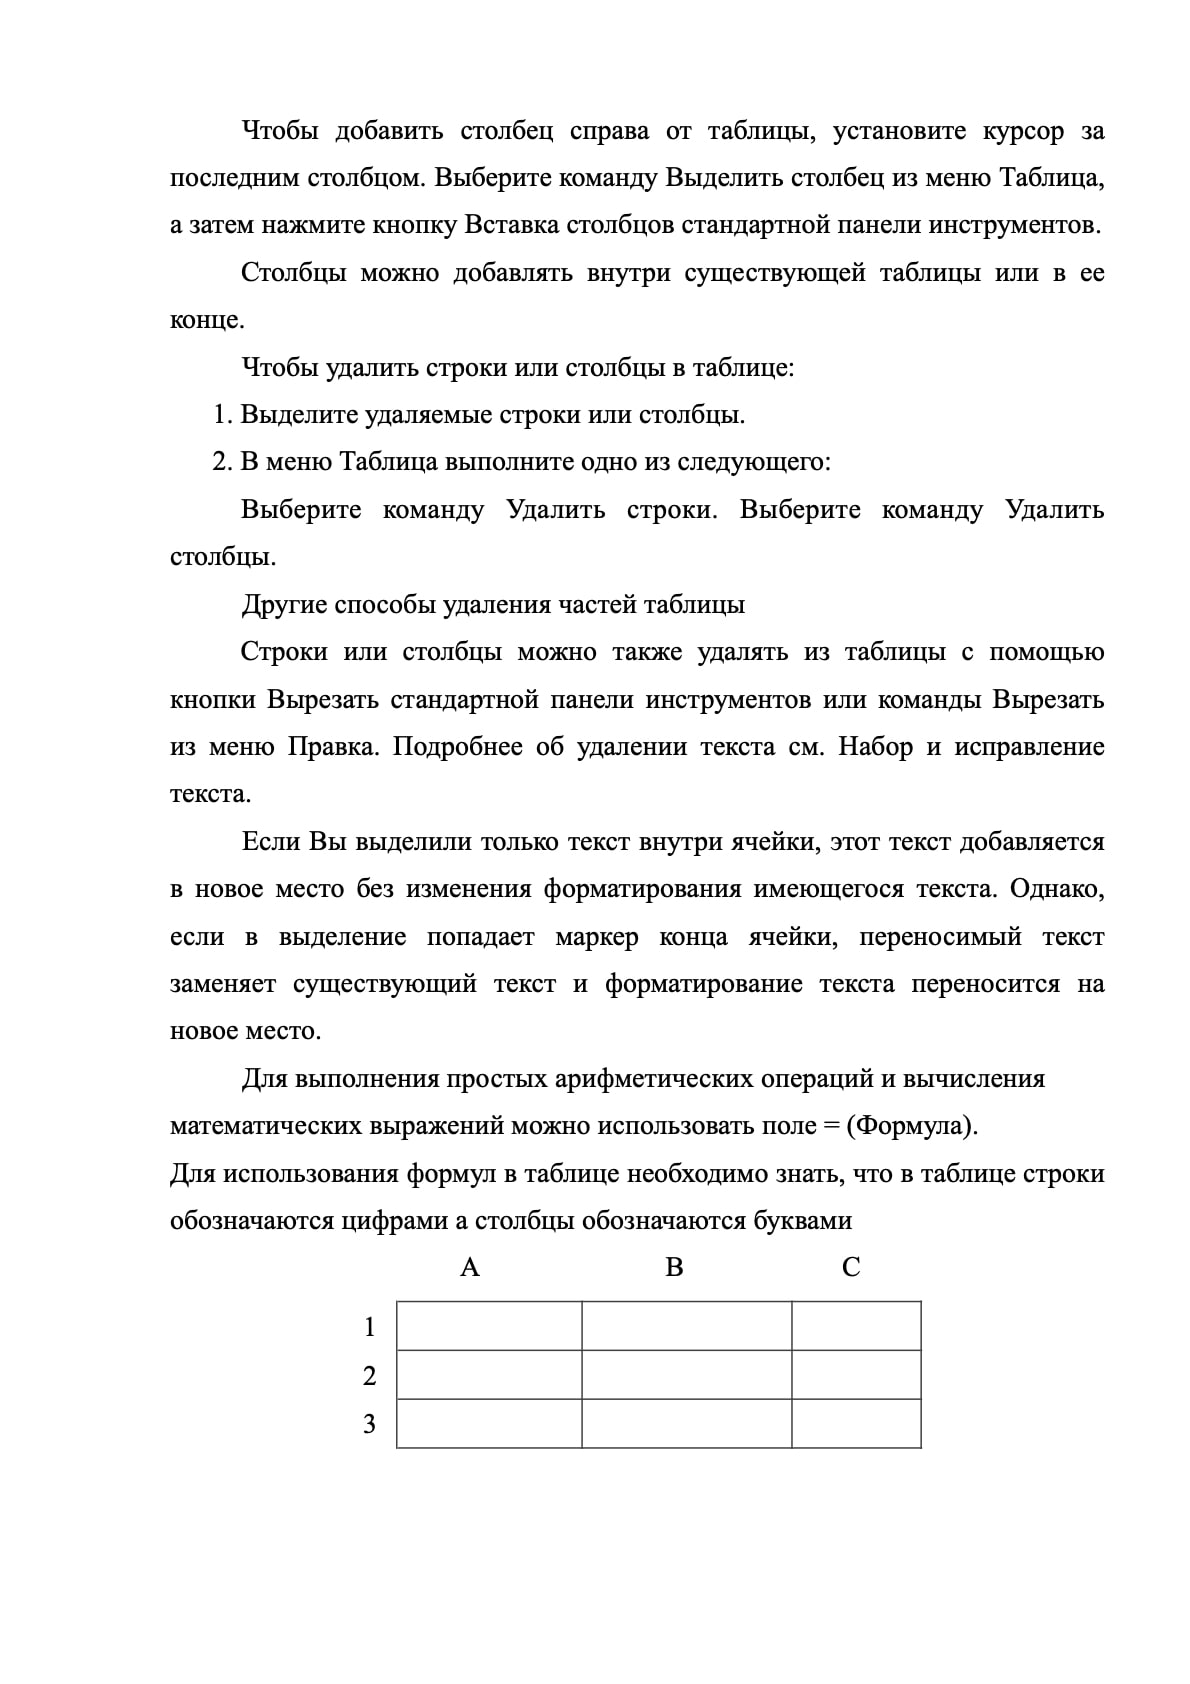 Чтобы добавить столбец справа от таблицы, установите курсор за
последним столбцом. Выберите команду Выделить столбец из меню Таблица,
а затем нажмите кнопку Вставка столбцов стандартной панели инструментов.
Столбцы можно добавлять внутри существующей таблицы или в ее
конце.
Чтобы удалить строки или столбцы в таблице:
1. Выделите удаляемые строки или столбцы.
2. В меню Таблица выполните одно из следующего:
Выберите команду Удалить строки. Выберите команду Удалить
столбцы.
Другие способы удаления частей таблицы
Строки или столбцы можно также удалять из таблицы с помощью
кнопки Вырезать стандартной панели инструментов или команды Вырезать
из меню Правка. Подробнее об удалении текста см. Набор и исправление
текста.
Если Вы выделили только текст внутри ячейки, этот текст добавляется
в новое место без изменения форматирования имеющегося текста. Однако,
если в выделение попадает маркер конца ячейки, переносимый текст
заменяет существующий текст и форматирование текста переносится на
новое место.
Для выполнения простых арифметических операций и вычисления
математических выражений можно использовать поле = (Формула).
Для использования формул в таблице необходимо знать, что в таблице строки
обозначаются цифрами а столбцы обозначаются буквами
A B C
1
2
3